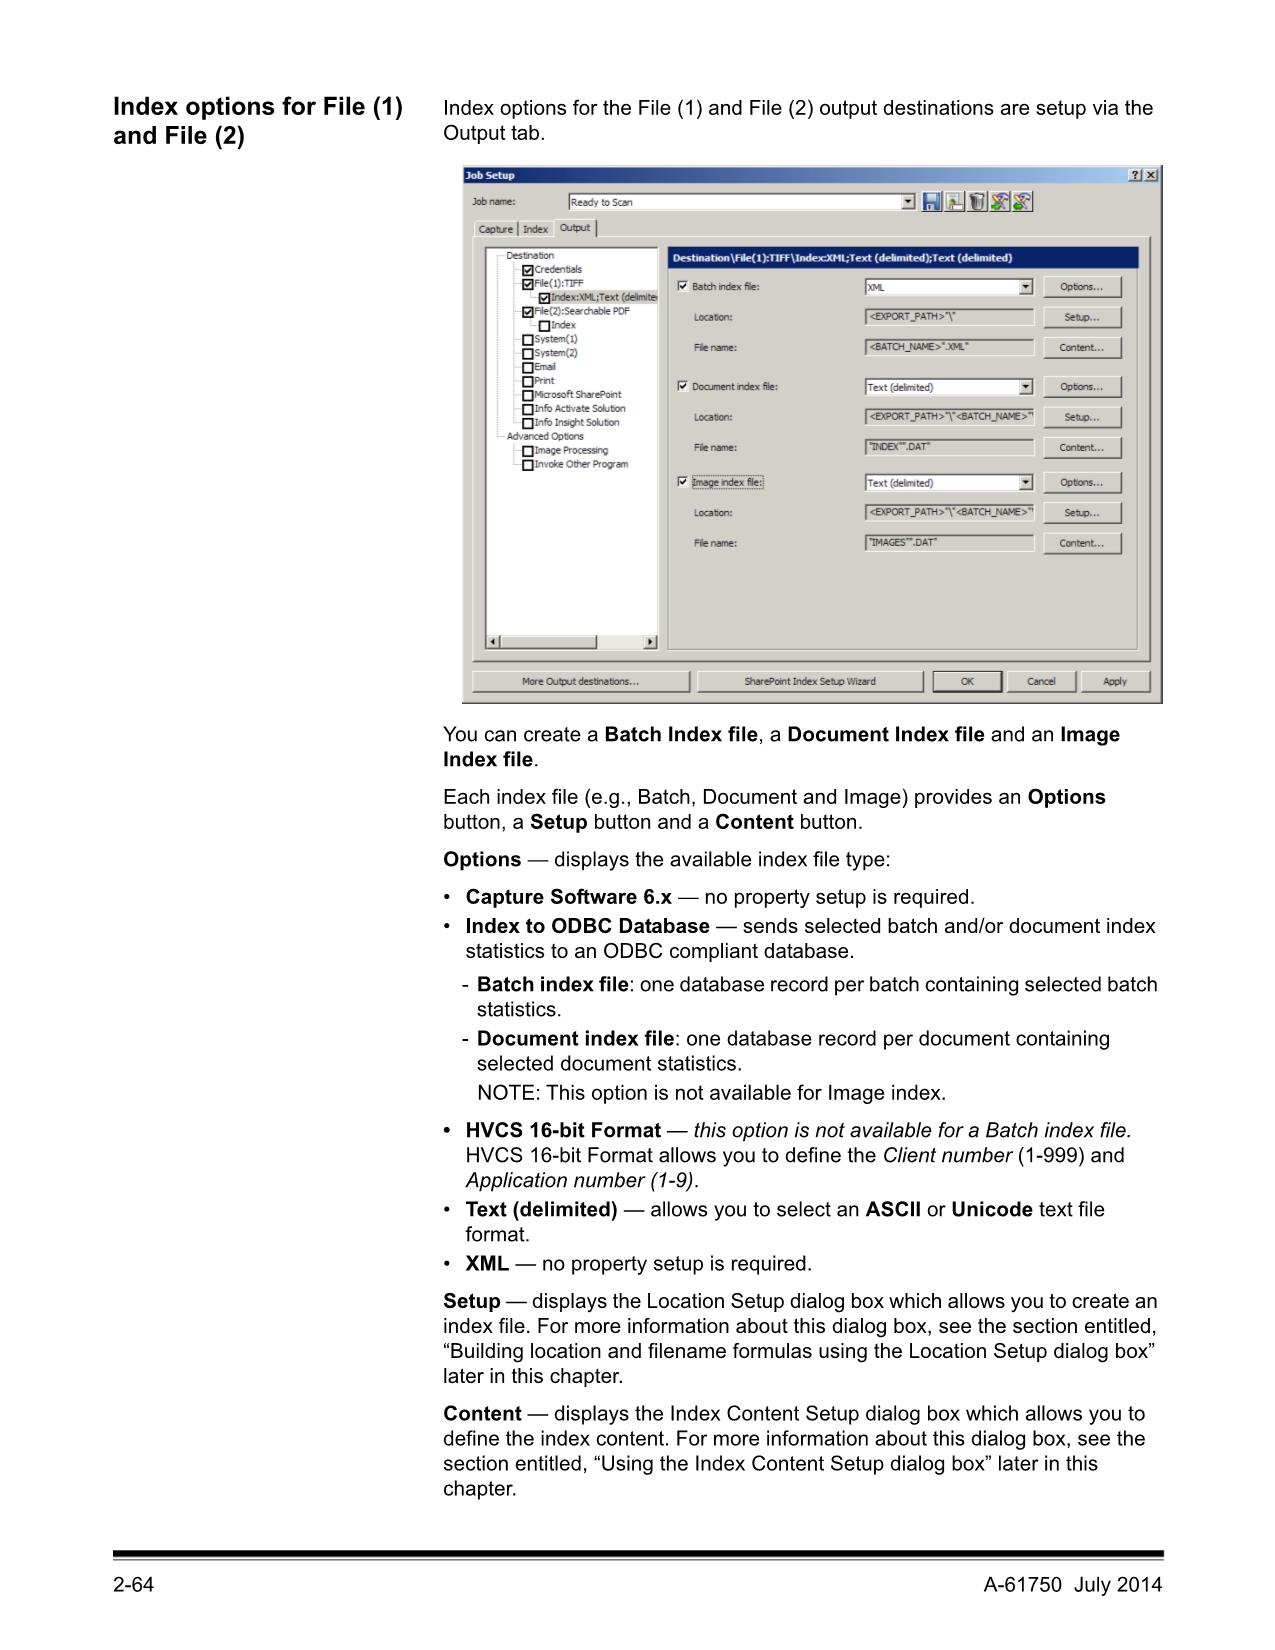 Index options for File (1)
and File (2)
Index options for the File (1) and File (2) output destinations are setup via the
Output tab.
Job Setup
Job name:
Ready to Scan
Capture
Index
Output
Destination
Credentials
File(1):TIFF
Index:XML;Text (delimite
File(2):Searchable PDF
Index
System(1)
System(2)
Email
Print
Microsoft SharePoint
Info Activate Solution
Info Insight Solution
Advanced Options
Image Processing
Invoke Other Program
Destination\File(1):TIFF\Index:XML;Text (delimited);Text (delimited)
Batch index file:
XML
Options...
Location:
<EXPORT_PATH>"\"
Setup...
File name:
<BATCH_NAME>".XML"
Content...
Document index file:
Text (delimited)
Options...
Location:
<EXPORT_PATH>"\"<BATCH_NAME>"\
Setup...
File name:
"INDEX"".DAT"
Content...
Image index file:
Text (delimited)
Options...
Location:
<EXPORT_PATH>"\"<BATCH_NAME>"\
Setup...
File name:
"IMAGES"".DAT"
Content...
More Output destinations...
SharePoint Index Setup Wizard
OK
Cancel
Apply
You can create a Batch Index file, a Document Index file and an Image
Index file.
Each index file (e.g., Batch, Document and Image) provides an Options
button, a Setup button and a Content button.
Options — displays the available index file type:
• Capture Software 6.x — no property setup is required.
• Index to ODBC Database — sends selected batch and/or document index
statistics to an ODBC compliant database.
- Batch index file: one database record per batch containing selected batch
statistics.
- Document index file: one database record per document containing
selected document statistics.
NOTE: This option is not available for Image index.
• HVCS 16-bit Format — this option is not available for a Batch index file.
HVCS 16-bit Format allows you to define the Client number (1-999) and
Application number (1-9).
• Text (delimited) — allows you to select an ASCII or Unicode text file
format.
• XML — no property setup is required.
Setup — displays the Location Setup dialog box which allows you to create an
index file. For more information about this dialog box, see the section entitled,
“Building location and filename formulas using the Location Setup dialog box”
later in this chapter.
Content — displays the Index Content Setup dialog box which allows you to
define the index content. For more information about this dialog box, see the
section entitled, “Using the Index Content Setup dialog box” later in this
chapter.
2-64
A-61750 July 2014